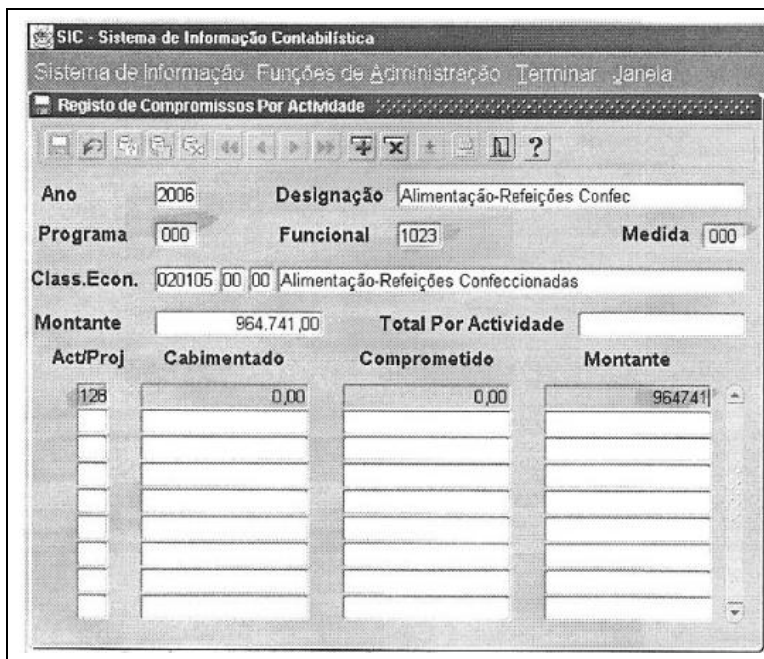 SIC - Sistema de Informação Contabilística
Sistema de Informação Funções de Administração Terminar Janela
Registo de Compromissos Por Actividade
?
Ano 2006 Designação Alimentação-Refeições Confec
Programa 000 Funcional 1023 Medida 000
Class.Econ. 020105 00 00 Alimentação-Refeições Confeccionadas
Montante 964.741,00 Total Por Actividade
Act/Proj Cabimentado Comprometido Montante
128 0,00 0,00 964741